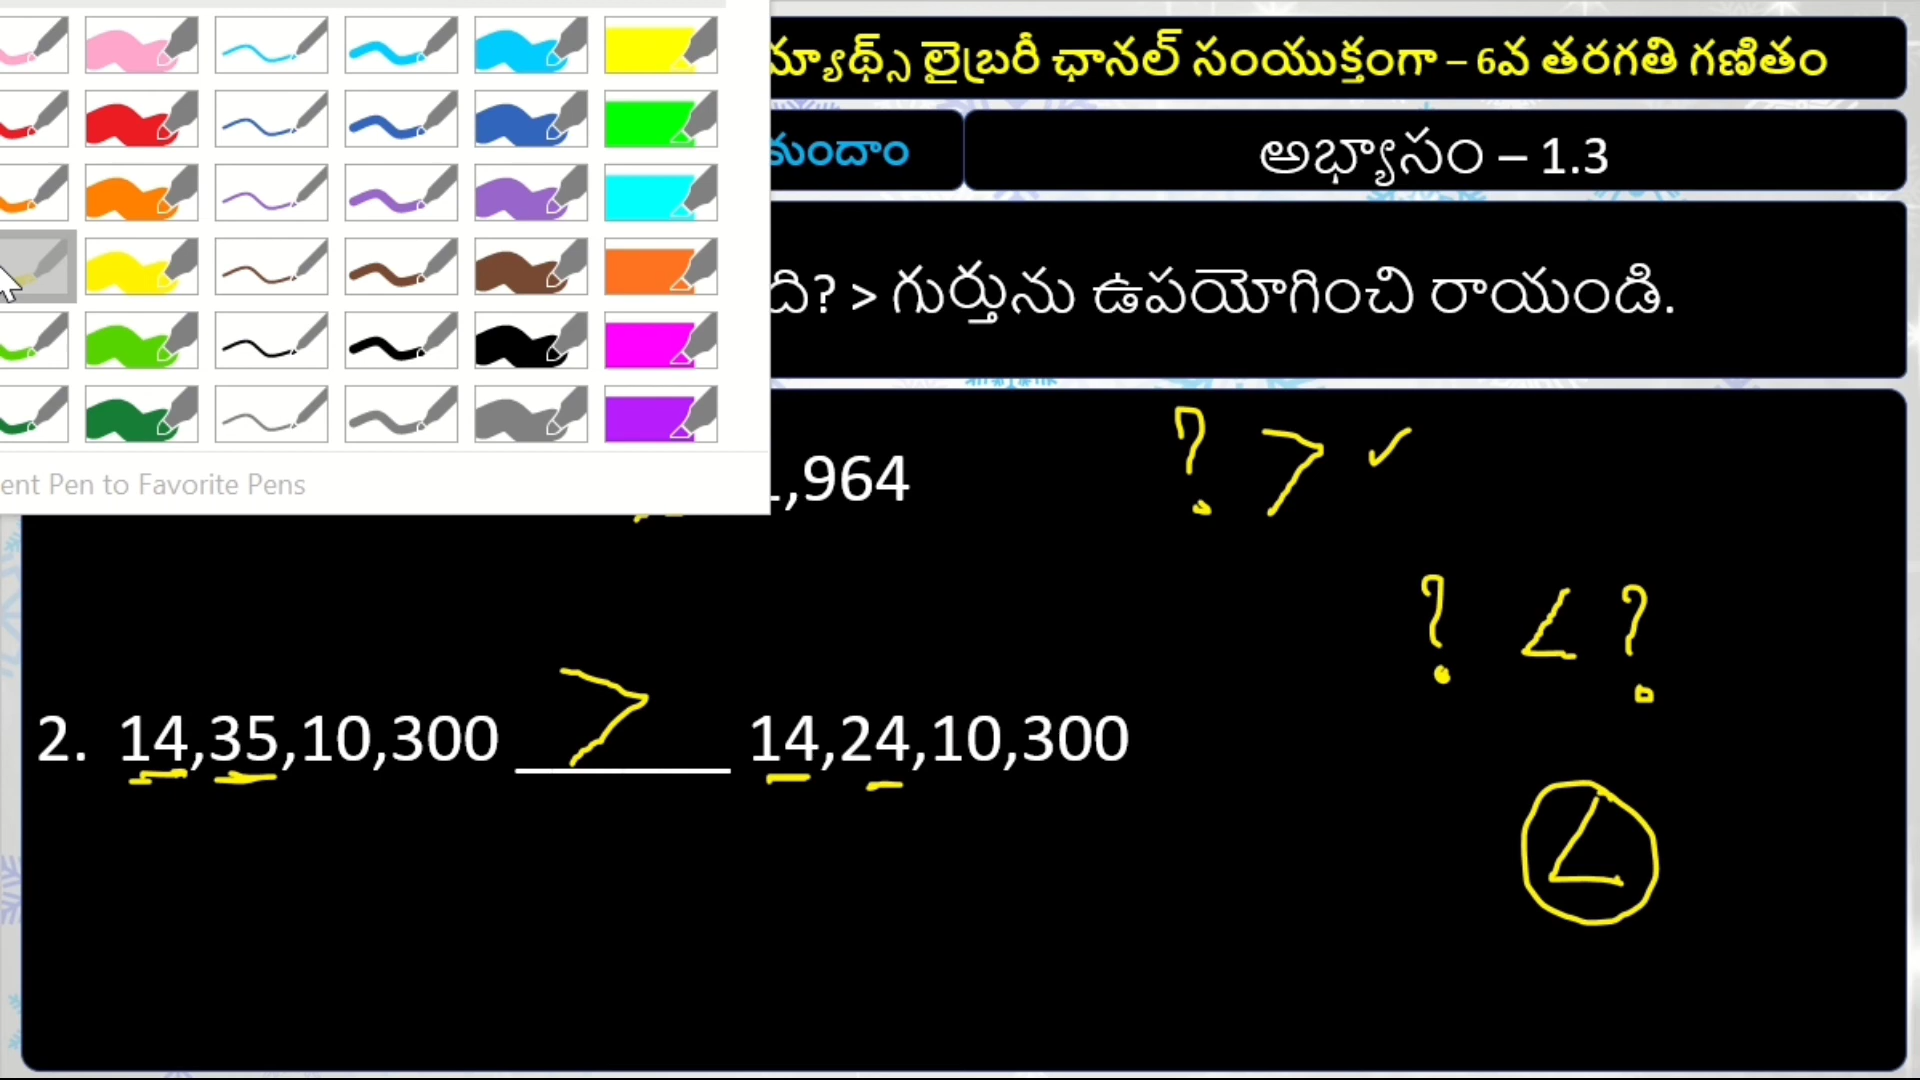 మ్యాథ్స్ లైబ్రరీ ఛానల్ సంయుక్తంగా – 6వ తరగతి గణితం
అభ్యాసం – 1.3
? > గుర్తును ఉపయోగించి రాయండి.
,964
? > ✓
? < ?
2. 14,35,10,300 ______ 14,24,10,300
>
<
Pen to Favorite Pens